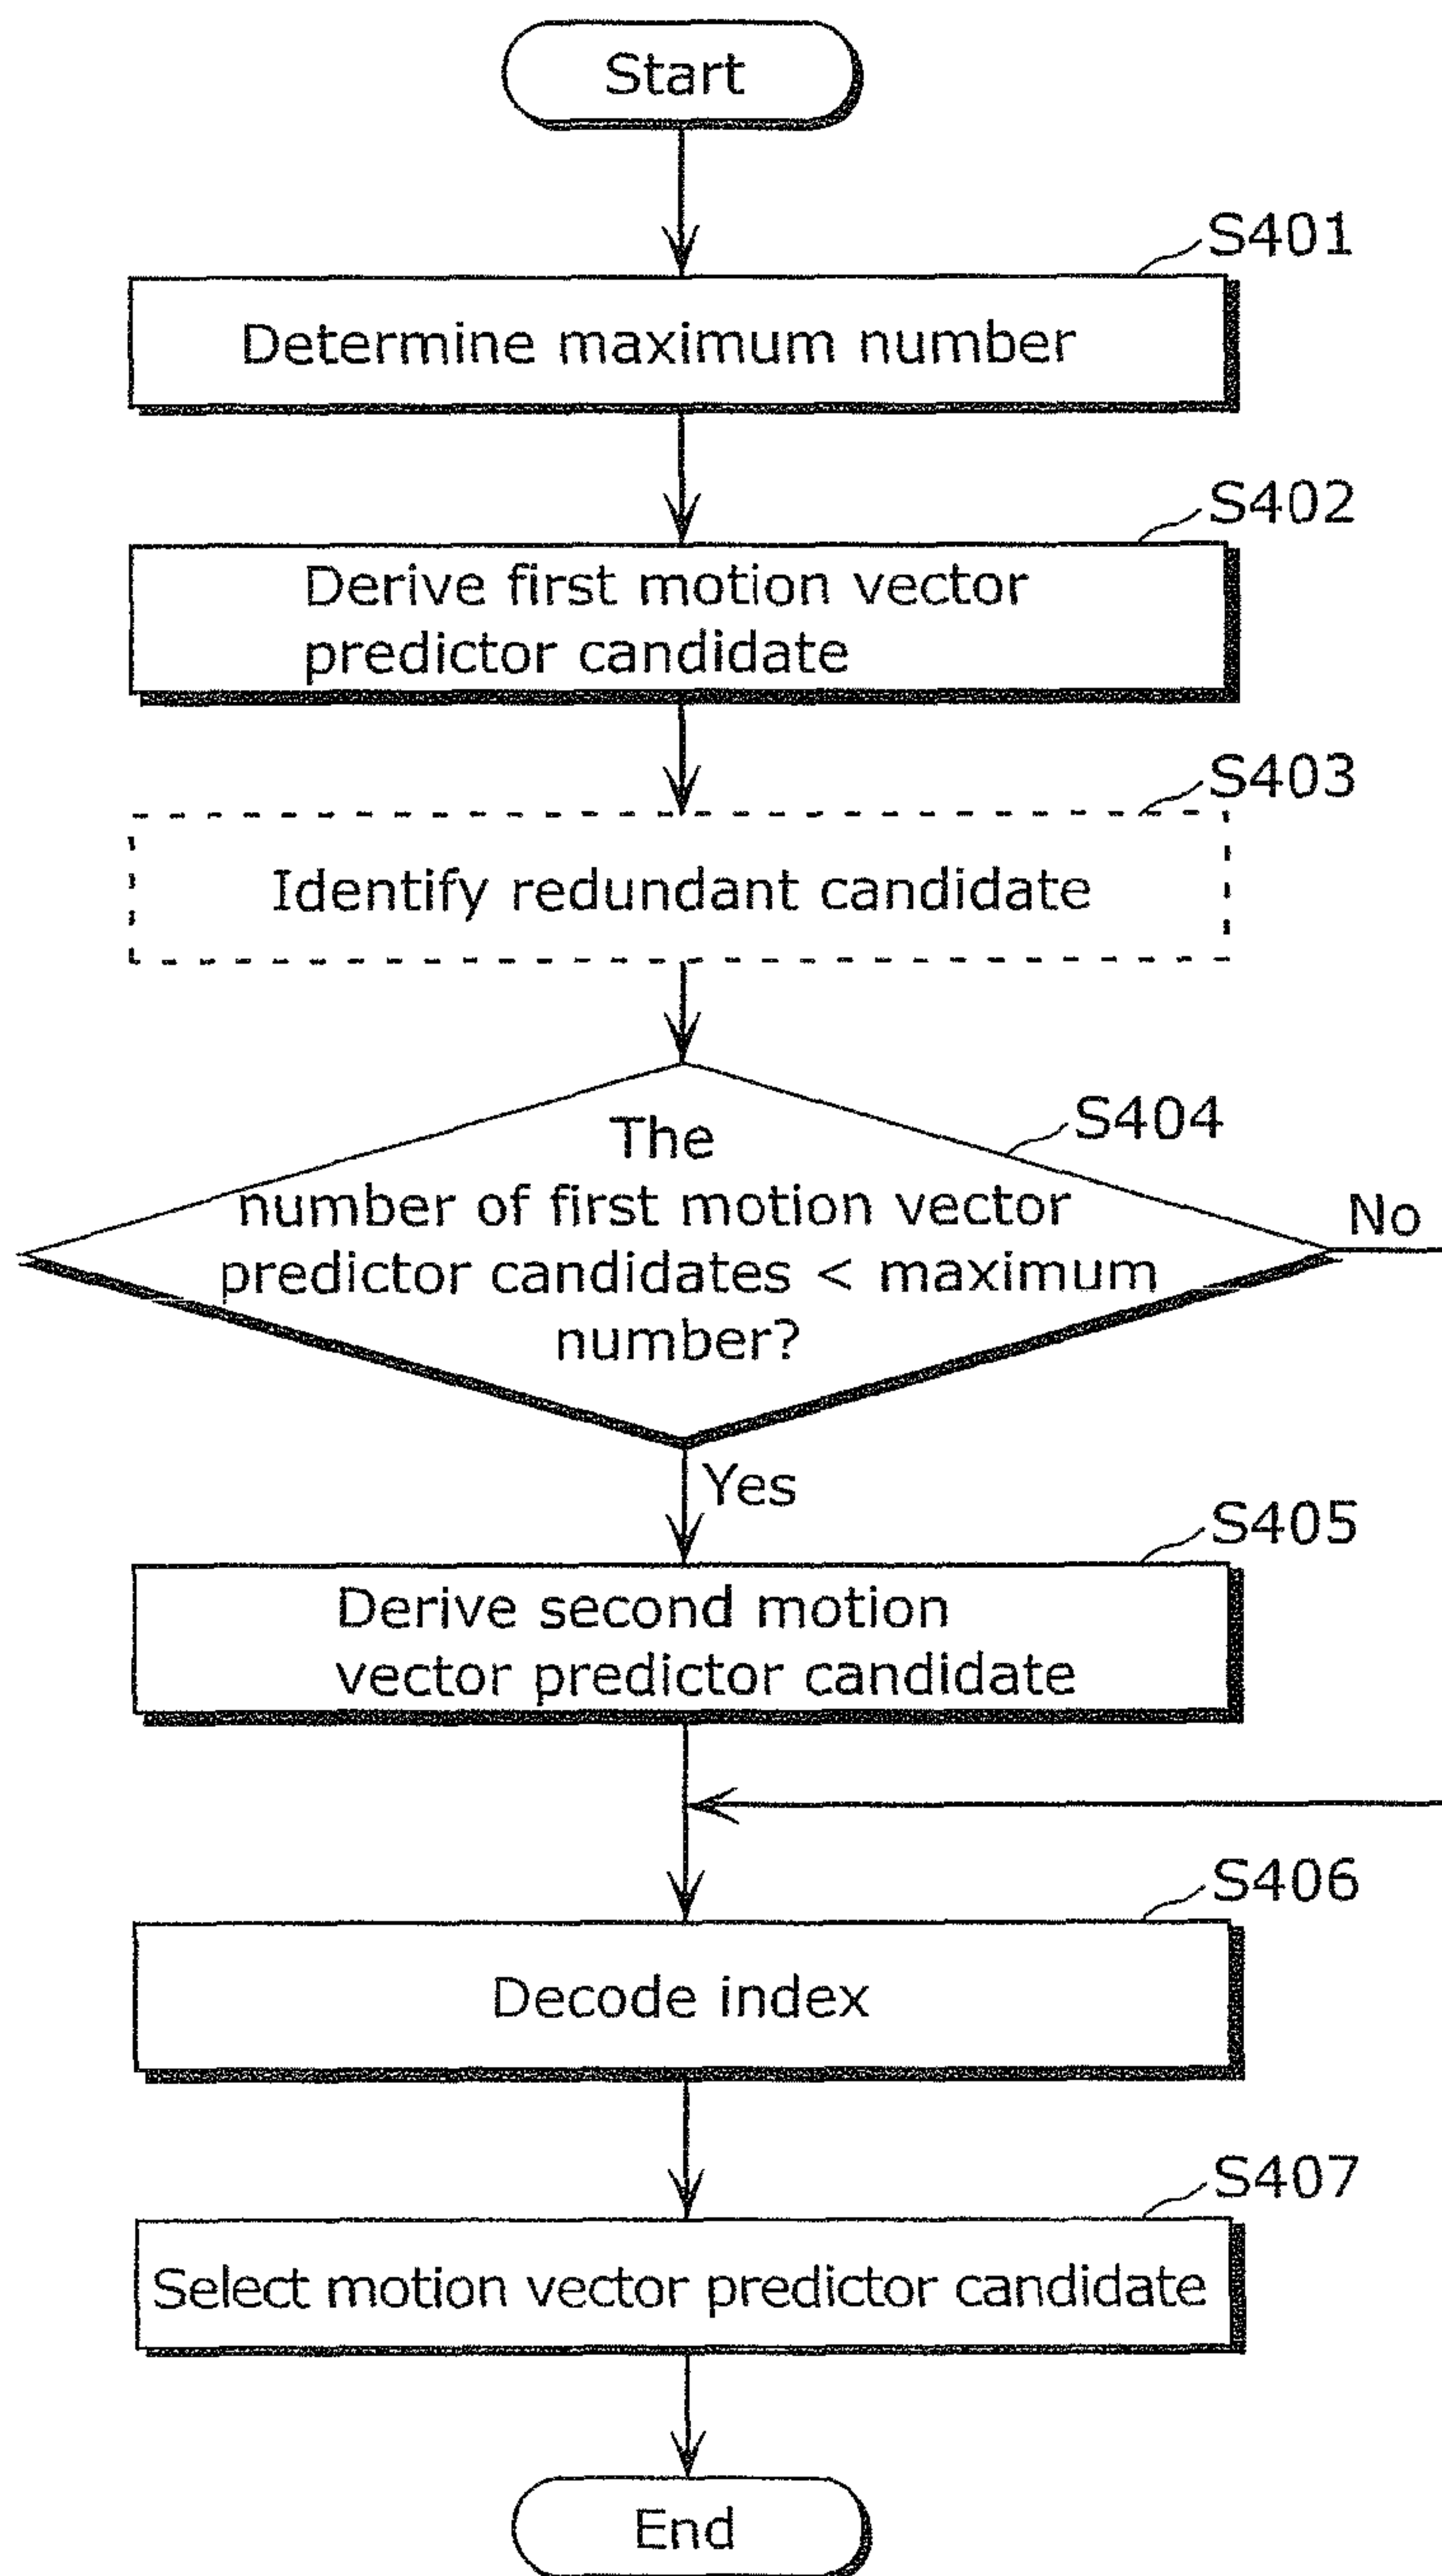 Start
S401
Determine maximum number
S402
Derive first motion vector
predictor candidate
S403
Identify redundant candidate
S404
The
number of first motion vector
predictor candidates < maximum
number?
No
Yes
S405
Derive second motion
vector predictor candidate
S406
Decode index
S407
Select motion vector predictor candidate
End